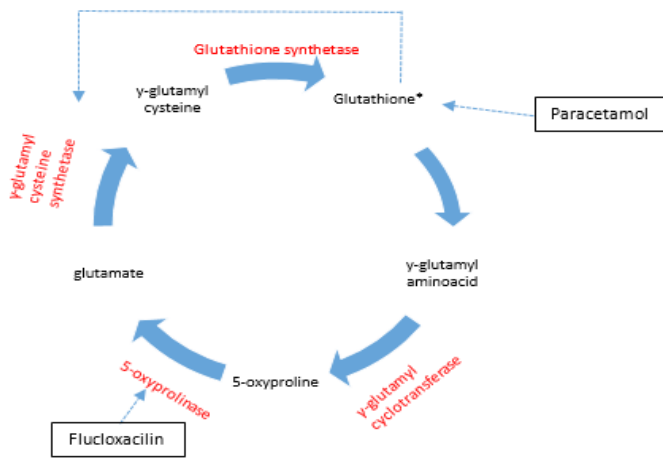 Glutathione synthetase
γ-glutamyl
cysteine
Glutathione*
Paracetamol
γ-glutamyl
cysteine
synthetase
glutamate
γ-glutamyl
aminoacid
5-oxyproline
5-oxyprolinase
γ-glutamyl
cyclotransferase
Flucloxacilin